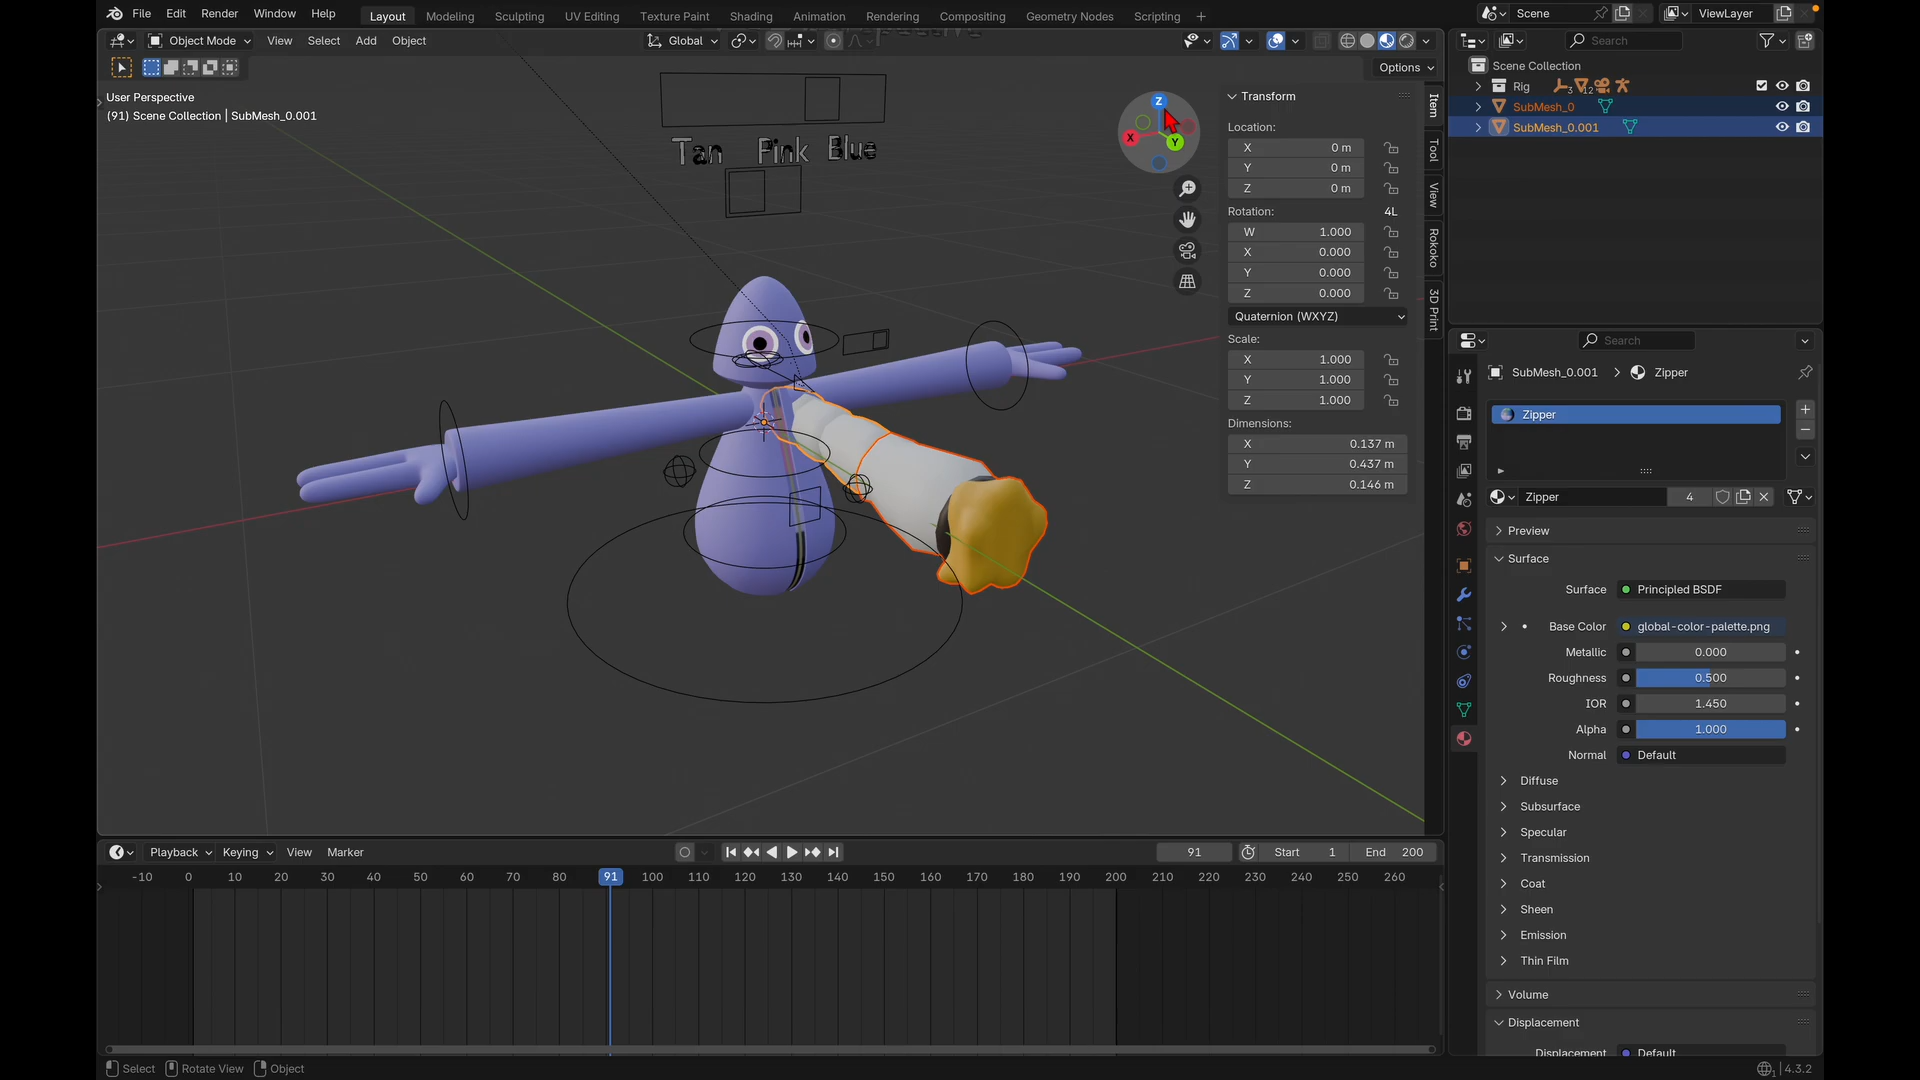 File Edit Render Window Help Layout Modeling Sculpting UV Editing Texture Paint Shading Animation Rendering Compositing Geometry Nodes Scripting + Scene ViewLayer
Object Mode View Select Add Object Global Search
Options
User Perspective
(91) Scene Collection | SubMesh_0.001
Tan Pink Blue
Z
X
Y
Transform
Location:
X 0 m
Y 0 m
Z 0 m
Rotation: 4L
W 1.000
X 0.000
Y 0.000
Z 0.000
Quaternion (WXYZ)
Scale:
X 1.000
Y 1.000
Z 1.000
Dimensions:
X 0.137 m
Y 0.437 m
Z 0.146 m
Item
Tool
View
Rokoko
3D Print
Scene Collection
Rig 3 12
SubMesh_0
SubMesh_0.001
Search
SubMesh_0.001 > Zipper
Zipper
Zipper 4
Preview
Surface
Surface Principled BSDF
Base Color global-color-palette.png
Metallic 0.000
Roughness 0.500
IOR 1.450
Alpha 1.000
Normal Default
Diffuse
Subsurface
Specular
Transmission
Coat
Sheen
Emission
Thin Film
Volume
Displacement
Displacement Default
Playback Keying View Marker 91 Start 1 End 200
-10 0 10 20 30 40 50 60 70 80 91 100 110 120 130 140 150 160 170 180 190 200 210 220 230 240 250 260
Select Rotate View Object 4.3.2